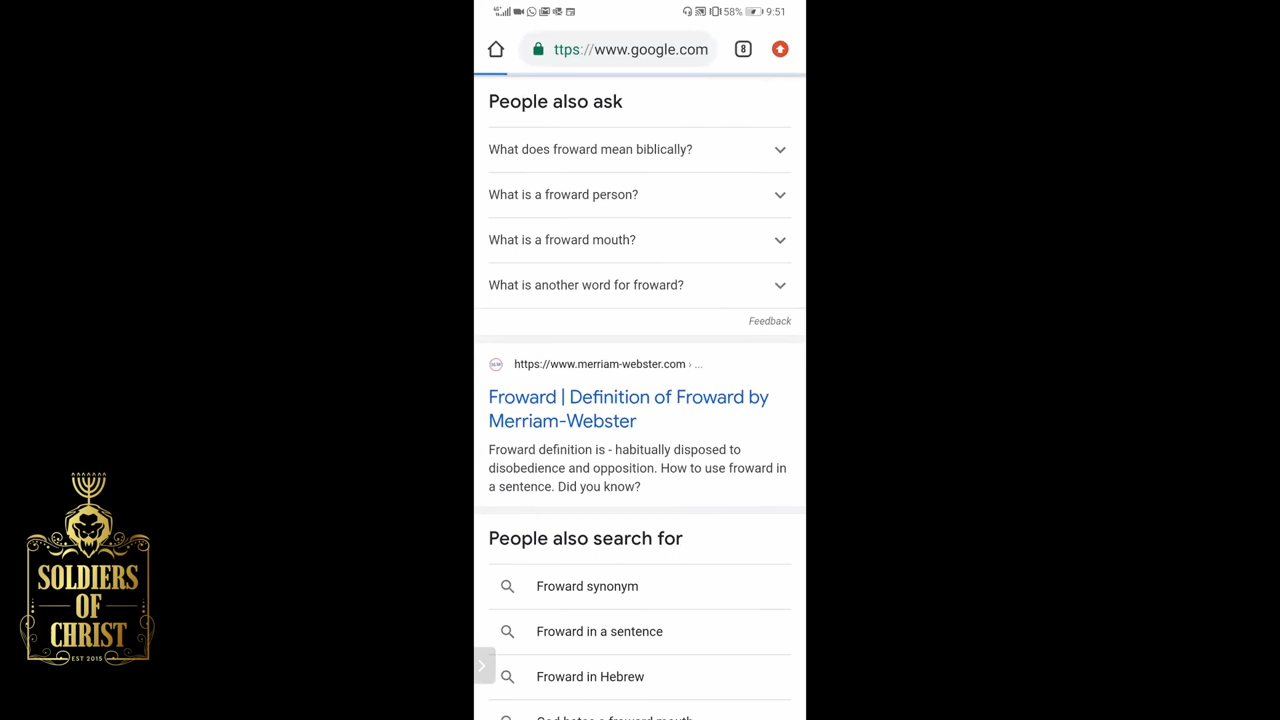 58% 9:51
ttps://www.google.com
8
People also ask
What does froward mean biblically?
What is a froward person?
What is a froward mouth?
What is another word for froward?
Feedback
https://www.merriam-webster.com › ...
Froward | Definition of Froward by
Merriam-Webster
Froward definition is - habitually disposed to
disobedience and opposition. How to use froward in
a sentence. Did you know?
People also search for
Froward synonym
Froward in a sentence
Froward in Hebrew
SOLDIERS
OF
CHRIST
EST 2015